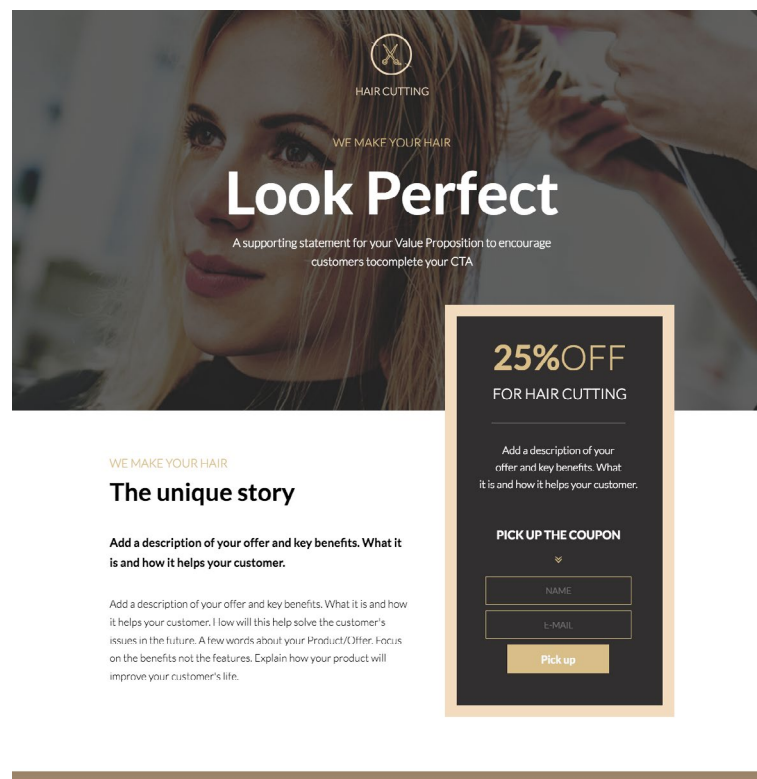 HAIR CUTTING
WE MAKE YOUR HAIR
Look Perfect
A supporting statement for your Value Proposition to encourage
customers tocomplete your CTA
25%OFF
FOR HAIR CUTTING
Add a description of your
offer and key benefits. What
it is and how it helps your customer.
PICK UP THE COUPON
NAME
E-MAIL
Pick up
WE MAKE YOUR HAIR
The unique story
Add a description of your offer and key benefits. What it
is and how it helps your customer.
Add a description of your offer and key benefits. What it is and how
it helps your customer. How will this help solve the customer's
issues in the future. A few words about your Product/Offer. Focus
on the benefits not the features. Explain how your product will
improve your customer's life.